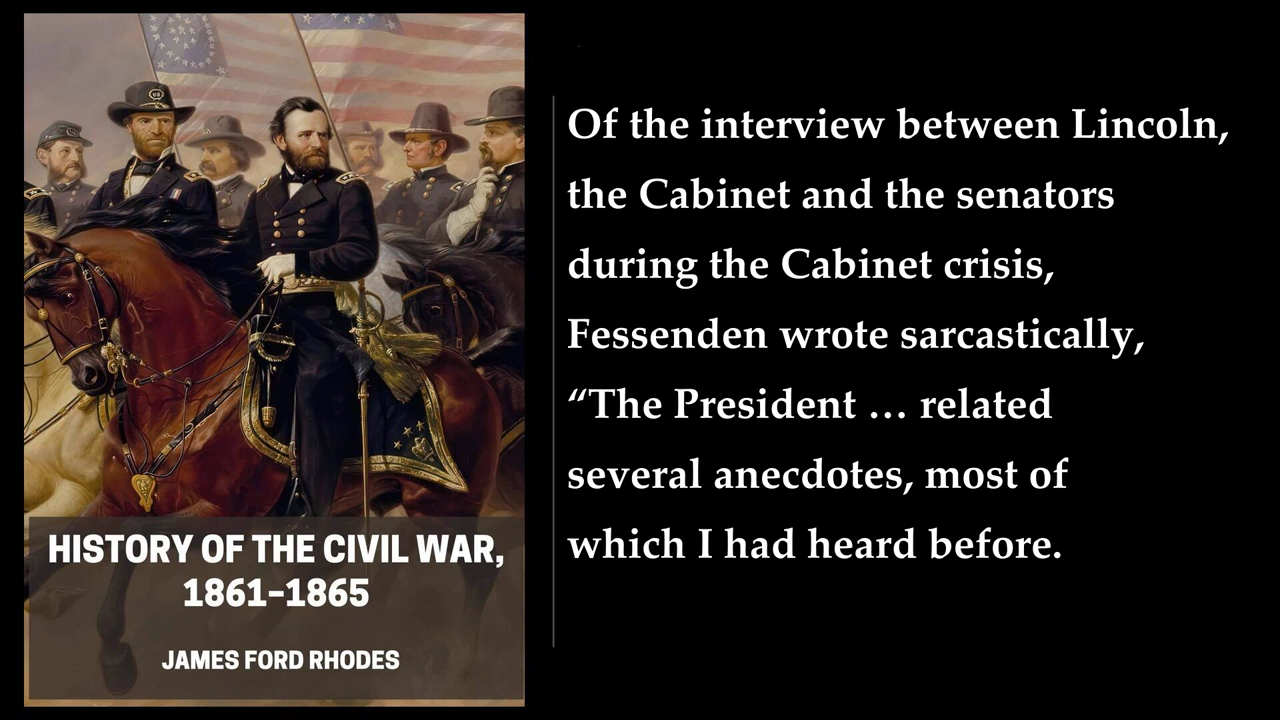 HISTORY OF THE CIVIL WAR,
1861–1865
JAMES FORD RHODES
Of the interview between Lincoln,
the Cabinet and the senators
during the Cabinet crisis,
Fessenden wrote sarcastically,
“The President … related
several anecdotes, most of
which I had heard before.